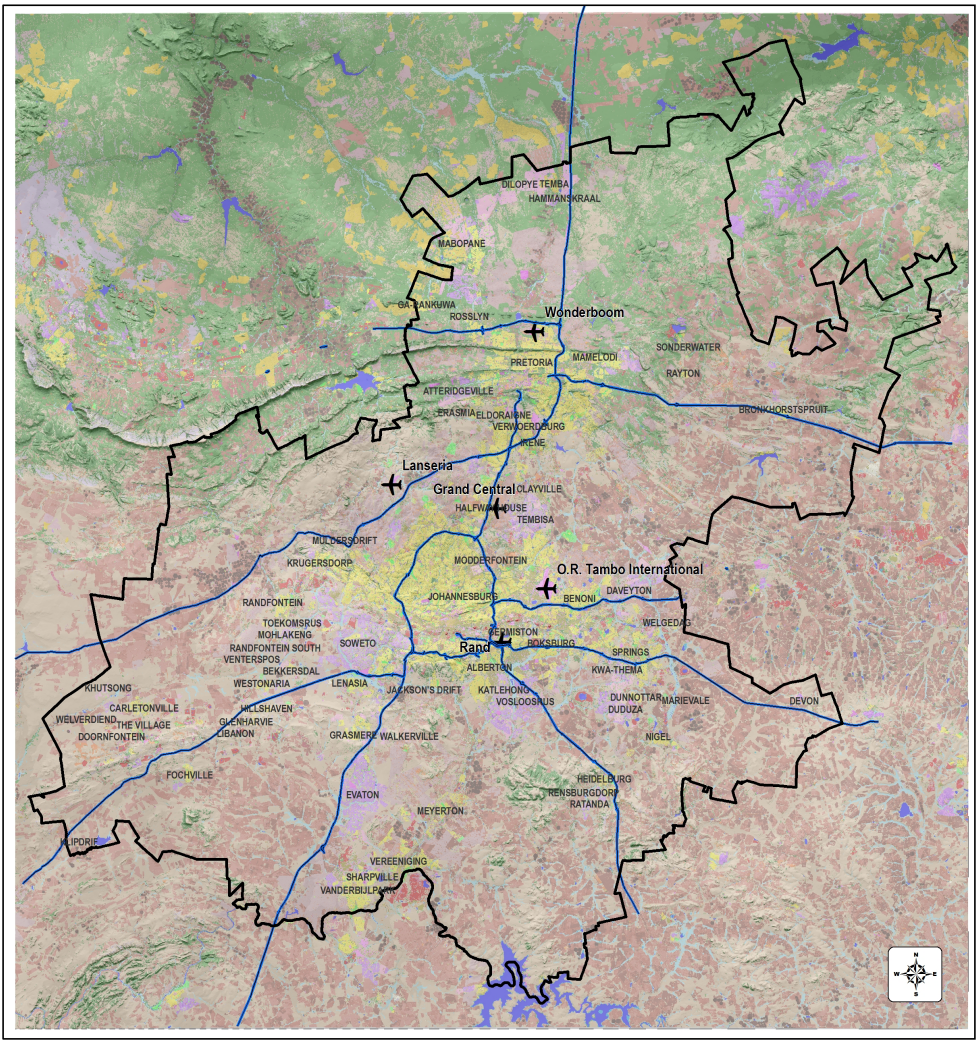 DILOPYE TEMBA
HAMMANSKRAAL
MABOPANE
GA-RANKUWA
ROSSLYN
Wonderboom
PRETORIA
MAMELODI
SONDERWATER
RAYTON
ATTERIDGEVILLE
BRONKHORSTSPRUIT
ERASMIA
ELDORAIGNE
VERWOERDBURG
IRENE
Lanseria
Grand Central
CLAYVILLE
HALFWAYHOUSE
TEMBISA
MULDERSDRIFT
KRUGERSDORP
MODDERFONTEIN
O.R. Tambo International
JOHANNESBURG
BENONI
DAVEYTON
RANDFONTEIN
TOEKOMSRUS
MOHLAKENG
WELGEDAG
GERMISTON
RANDFONTEIN SOUTH
SOWETO
Rand
BOKSBURG
SPRINGS
VENTERSPOS
BEKKERSDAL
ALBERTON
KWA-THEMA
WESTONARIA
LENASIA
JACKSON'S DRIFT
KATLEHONG
VOSLOOSRUS
KHUTSONG
DUNNOTTAR
MARIEVALE
DEVON
CARLETONVILLE
HILLSHAVEN
DUDUZA
WELVERDIEND
THE VILLAGE
GLENHARVIE
LIBANON
DOORNFONTEIN
GRASMERE
WALKERVILLE
NIGEL
FOCHVILLE
HEIDELBURG
RENSBURGDORP
RATANDA
EVATON
MEYERTON
KLIPDRIF
VEREENIGING
SHARPVILLE
VANDERBIJLPARK
N
W E
S